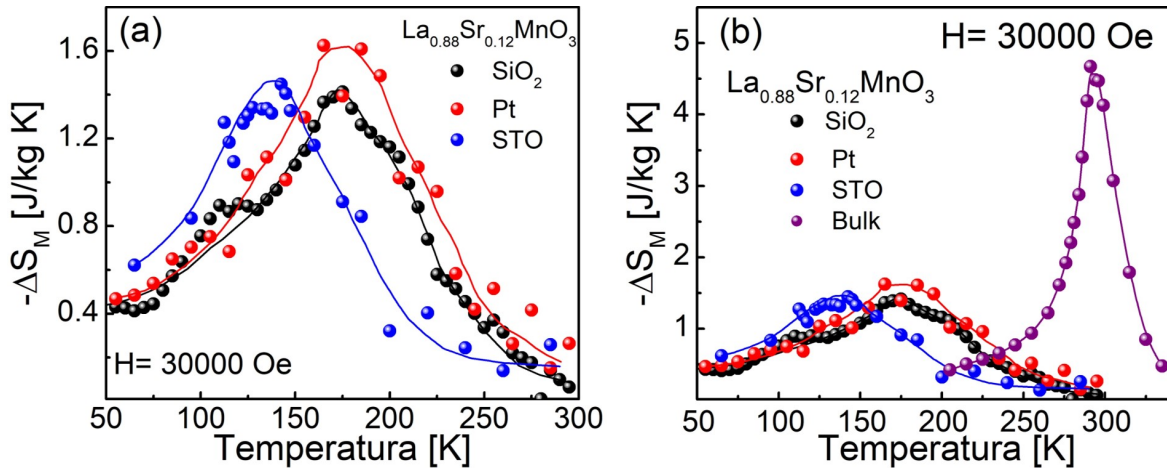 (a)
La0.88Sr0.12MnO3
SiO2
Pt
STO
H= 30000 Oe
-ΔSM [J/kg K]
1.6
1.2
0.8
0.4
50 100 150 200 250 300
Temperatura [K]
(b)
H= 30000 Oe
La0.88Sr0.12MnO3
SiO2
Pt
STO
Bulk
-ΔSM [J/kg K]
5
4
3
2
1
50 100 150 200 250 300
Temperatura [K]